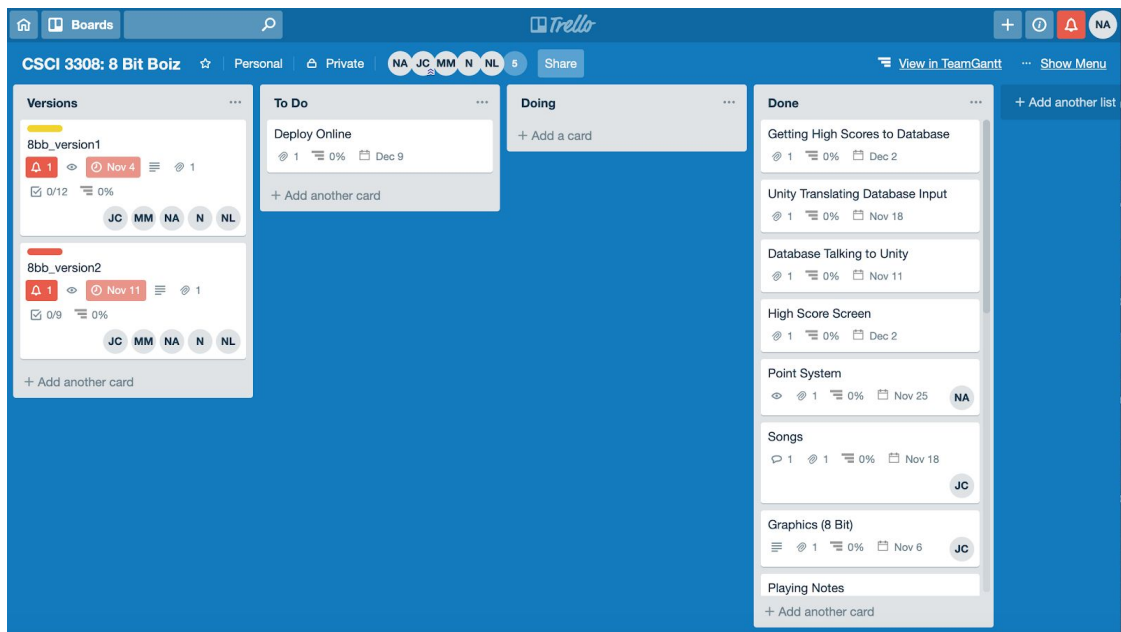 Boards
Trello
NA
CSCI 3308: 8 Bit Boiz
Personal
Private
NA JC MM N NL 5
Share
View in TeamGantt
... Show Menu
Versions ...
8bb_version1
1 Nov 4 1
0/12 0%
JC MM NA N NL
8bb_version2
1 Nov 11 1
0/9 0%
JC MM NA N NL
+ Add another card
To Do ...
Deploy Online
1 0% Dec 9
+ Add another card
Doing ...
+ Add a card
Done ...
Getting High Scores to Database
1 0% Dec 2
Unity Translating Database Input
1 0% Nov 18
Database Talking to Unity
1 0% Nov 11
High Score Screen
1 0% Dec 2
Point System
1 0% Nov 25 NA
Songs
1 1 0% Nov 18
JC
Graphics (8 Bit)
1 0% Nov 6 JC
Playing Notes
+ Add another card
+ Add another list